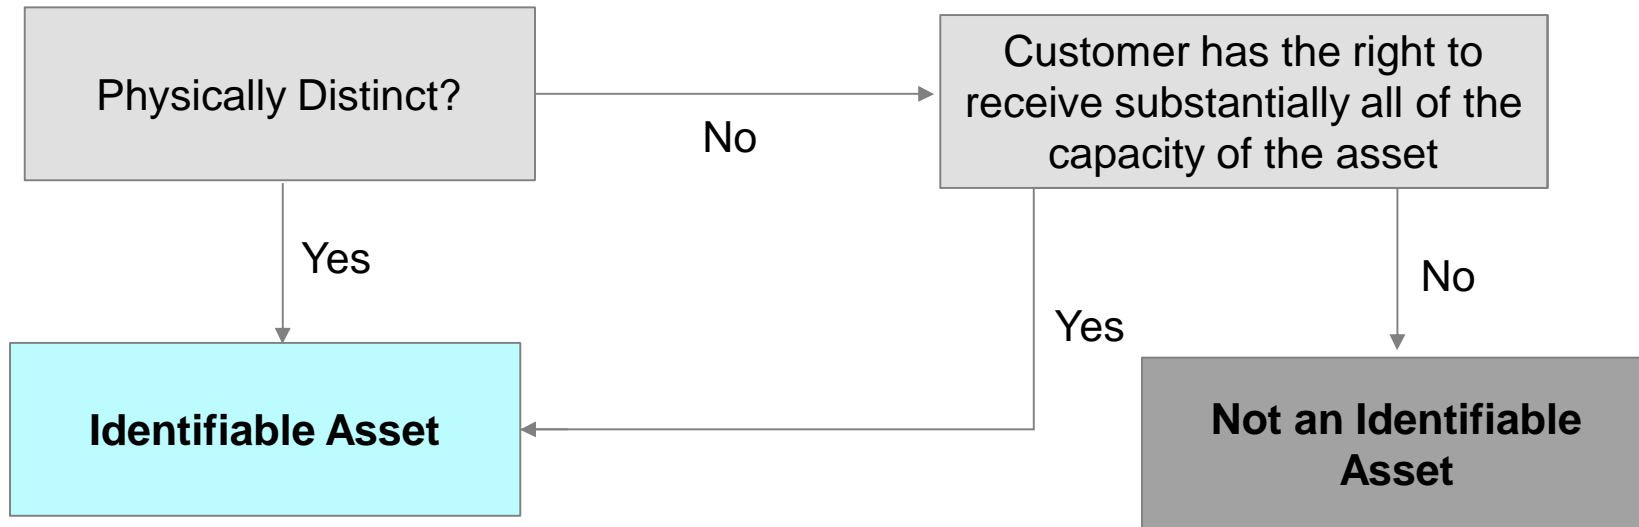 Physically Distinct?
No
Customer has the right to
receive substantially all of the
capacity of the asset
Yes
No
Yes
Identifiable Asset
Not an Identifiable
Asset